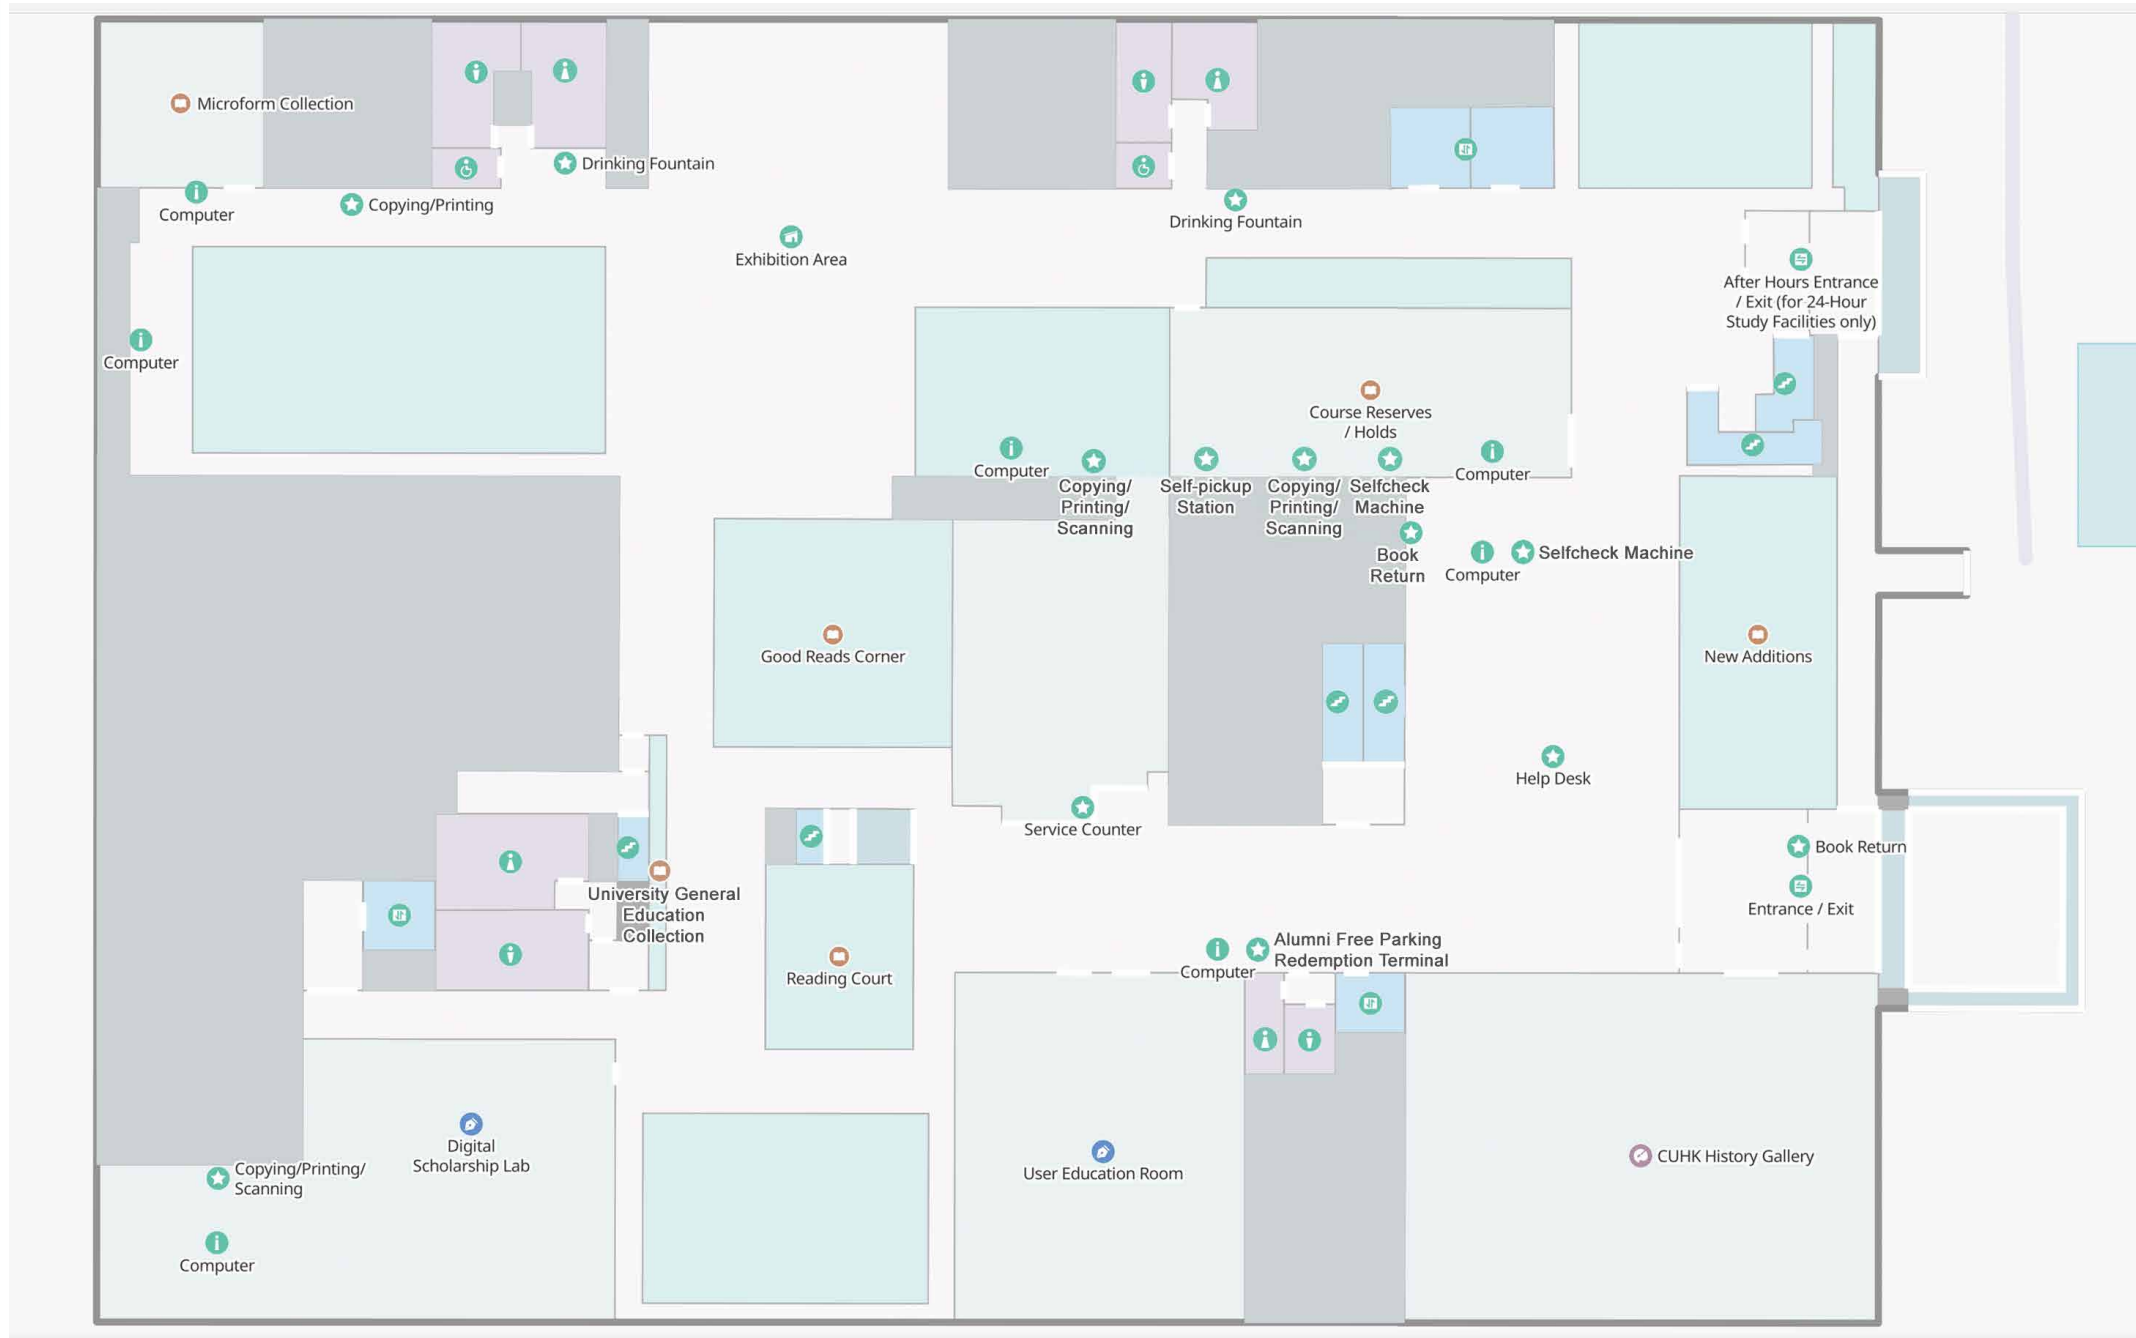 Microform Collection
Drinking Fountain
Computer
Copying/Printing
Drinking Fountain
Exhibition Area
After Hours Entrance
/ Exit (for 24-Hour
Study Facilities only)
Computer
Course Reserves
/ Holds
Computer
Copying/
Printing/
Scanning
Self-pickup
Station
Copying/
Printing/
Scanning
Selfcheck
Machine
Computer
Book
Return
Computer
Selfcheck Machine
Good Reads Corner
New Additions
Help Desk
Service Counter
Book Return
Entrance / Exit
University General
Education
Collection
Reading Court
Computer
Alumni Free Parking
Redemption Terminal
Digital
Scholarship Lab
Copying/Printing/
Scanning
Computer
User Education Room
CUHK History Gallery